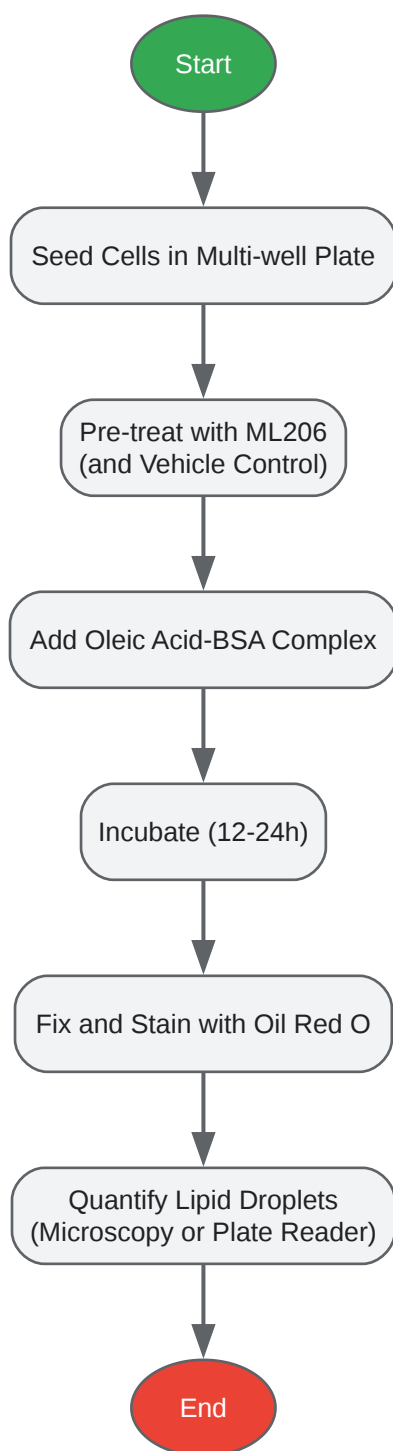 Start
Seed Cells in Multi-well Plate
Pre-treat with ML206
(and Vehicle Control)
Add Oleic Acid-BSA Complex
Incubate (12-24h)
Fix and Stain with Oil Red O
Quantify Lipid Droplets
(Microscopy or Plate Reader)
End